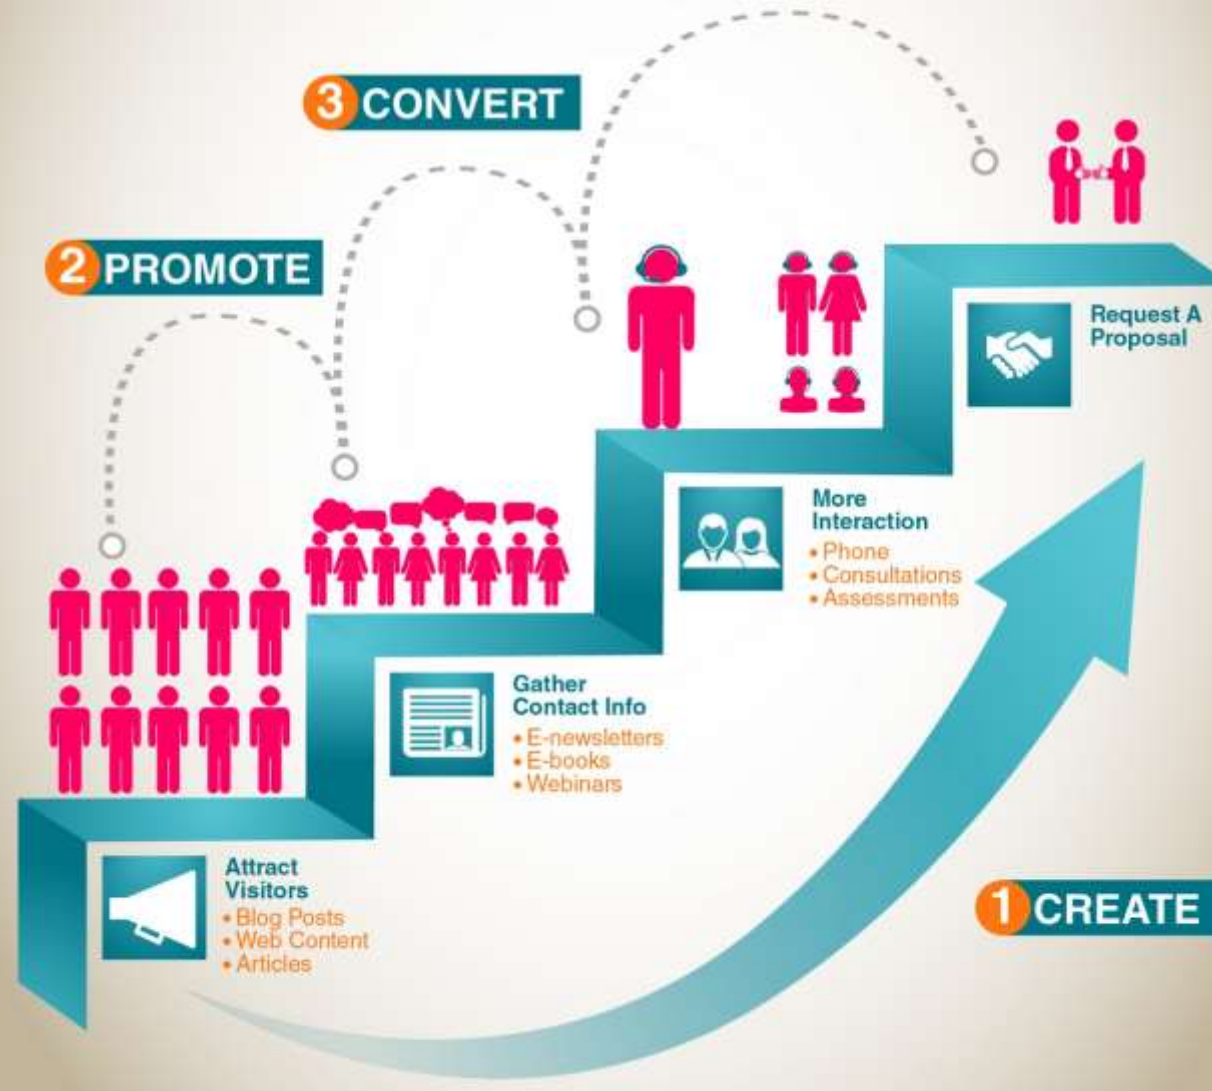 3 CONVERT
2 PROMOTE
Request A
Proposal
More
Interaction
• Phone
• Consultations
• Assessments
Gather
Contact Info
• E-newsletters
• E-books
• Webinars
Attract
Visitors
• Blog Posts
• Web Content
• Articles
1 CREATE